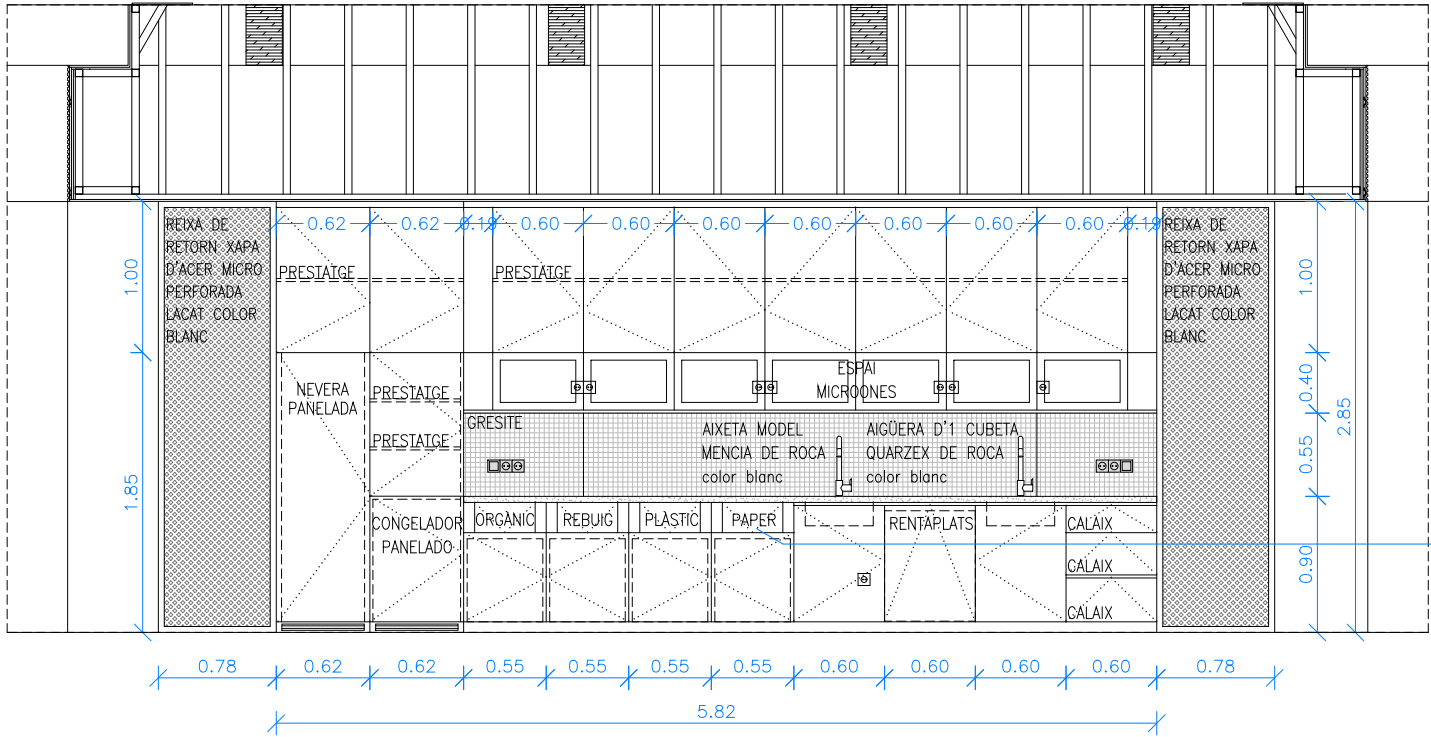 REIXA DE
RETORN XAPA
D'ACER MICRO
PERFORADA
LACAT COLOR
BLANC
0.62
0.62
0.19
0.60
0.60
0.60
0.60
0.60
0.60
0.60
0.19
REIXA DE
RETORN XAPA
D'ACER MICRO
PERFORADA
LACAT COLOR
BLANC
1.00
1.85
PRESTATGE
PRESTATGE
1.00
0.40
0.55
0.90
2.85
NEVERA
PANELADA
PRESTATGE
PRESTATGE
ESPAI
MICROONES
GRESITE
AIXETA MODEL
MENCIA DE ROCA
color blanc
AIGÜERA D'1 CUBETA
QUARZEX DE ROCA
color blanc
CONGELADOR
PANELADO
ORGÀNIC
REBUIG
PLÀSTIC
PAPER
RENTAPLATS
CALAIX
CALAIX
CALAIX
0.78
0.62
0.62
0.55
0.55
0.55
0.55
0.60
0.60
0.60
0.60
0.78
5.82